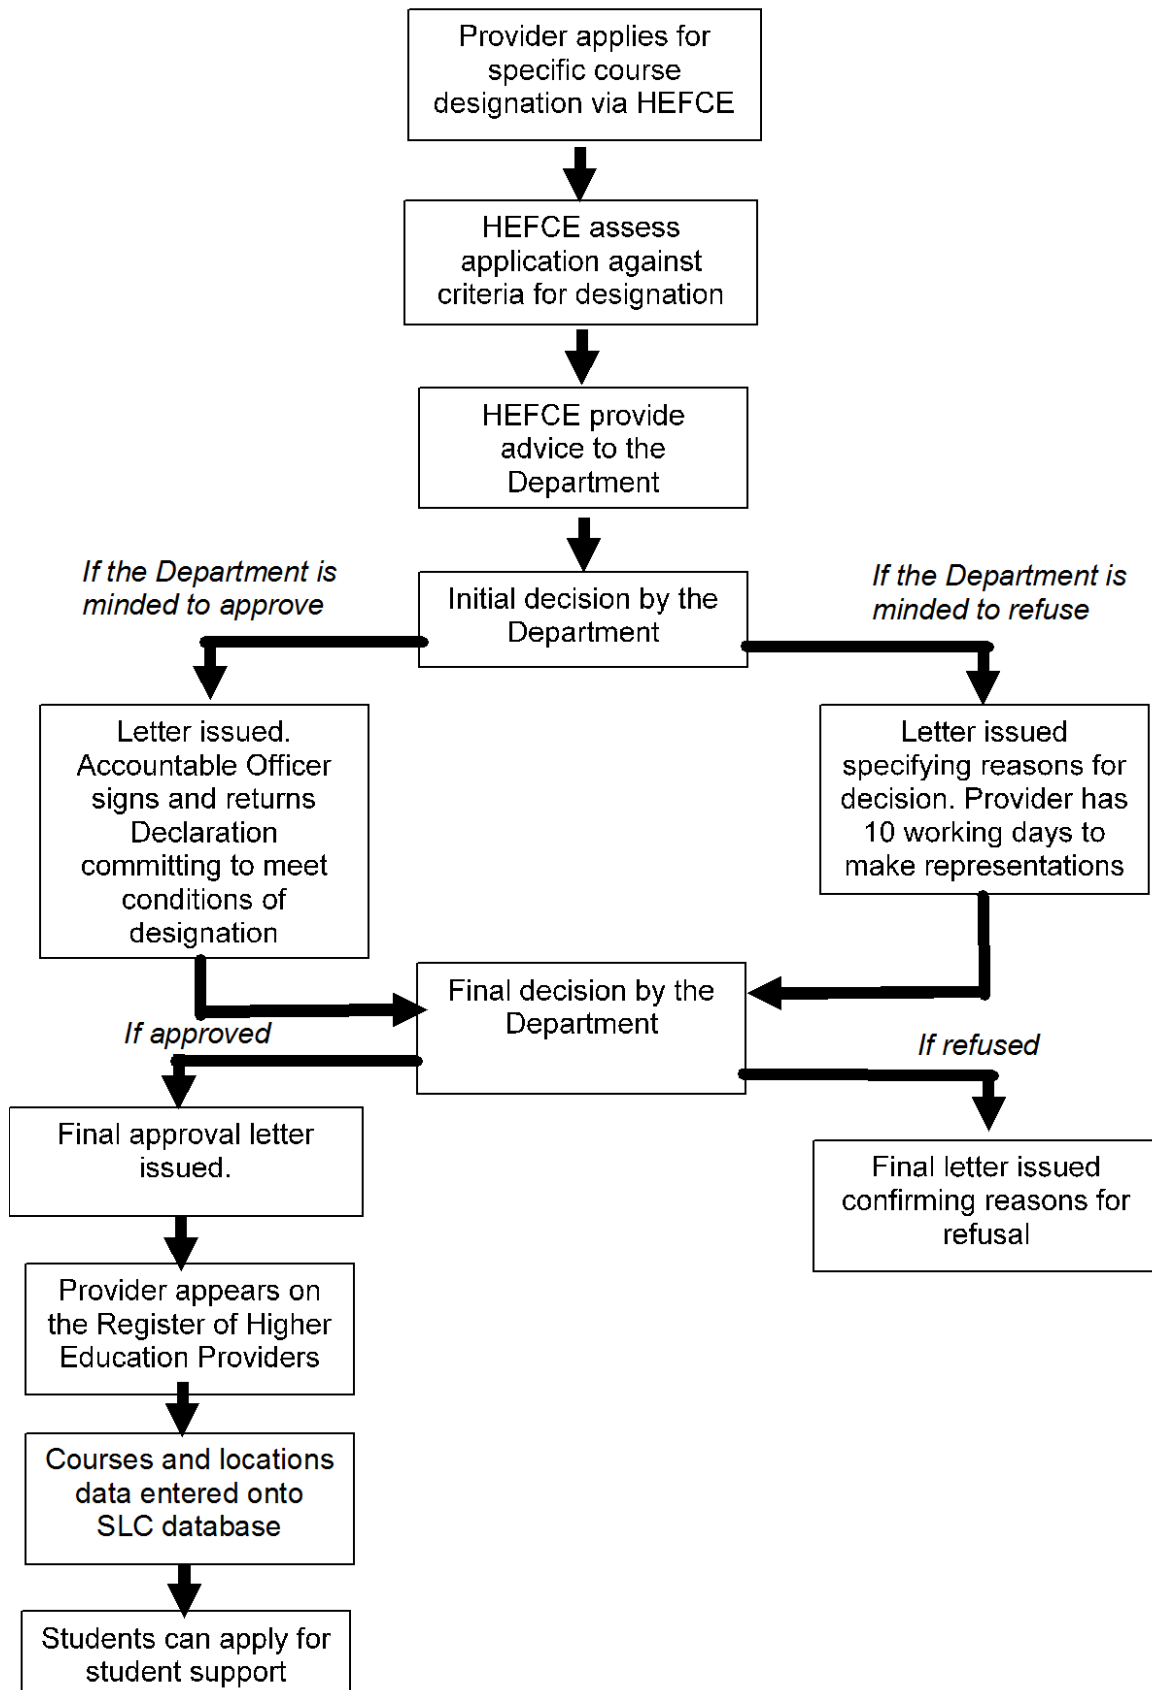 Provider applies for
specific course
designation via HEFCE
HEFCE assess
application against
criteria for designation
HEFCE provide
advice to the
Department
If the Department is
minded to approve
Initial decision by the
Department
If the Department is
minded to refuse
Letter issued.
Accountable Officer
signs and returns
Declaration
committing to meet
conditions of
designation
Letter issued
specifying reasons for
decision. Provider has
10 working days to
make representations
Final decision by the
Department
If approved
If refused
Final approval letter
issued.
Final letter issued
confirming reasons for
refusal
Provider appears on
the Register of Higher
Education Providers
Courses and locations
data entered onto
SLC database
Students can apply for
student support